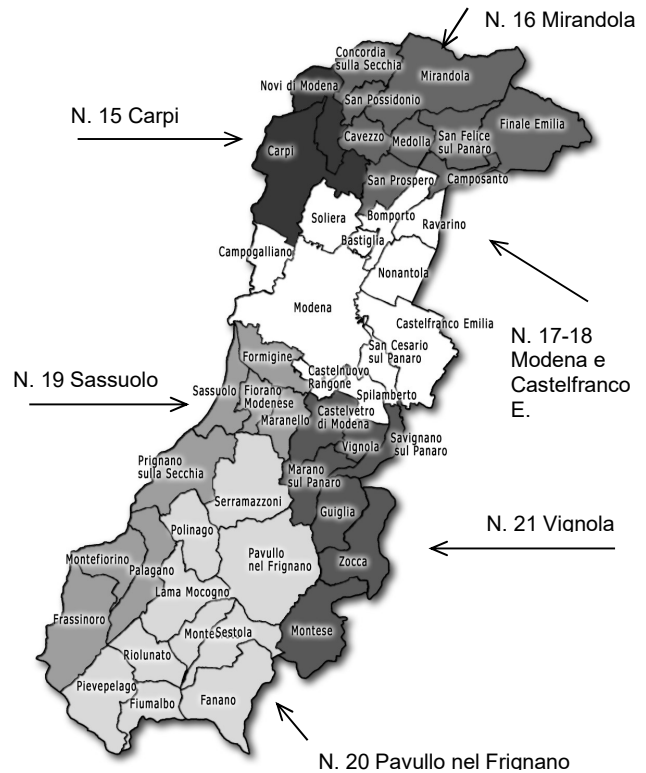 N. 16 Mirandola
Concordia
sulla Secchia
Mirandola
Novi di Modena
San Possidonio
N. 15 Carpi
Carpi
Cavezzo
Medolla
San Felice
sul Panaro
Finale Emilia
San Prospero
Camposanto
Soliera
Bomporto
Ravarino
Bastiglia
Campogalliano
Nonantola
Modena
Castelfranco Emilia
San Cesario
sul Panaro
N. 17-18
Modena e
Castelfranco
E.
Formigine
Castelnuovo
Rangone
N. 19 Sassuolo
Sassuolo
Fiorano
Modenese
Spilamberto
Maranello
Castelvetro
di Modena
Vignola
Savignano
sul Panaro
Prignano
sulla Secchia
Marano
sul Panaro
Serramazzoni
Guiglia
Polinago
N. 21 Vignola
Montefiorino
Palagano
Pavullo
nel Frignano
Zocca
Lama Mocogno
Frassinoro
Monte
Sestola
Montese
Riolunato
Pievepelago
Fiumalbo
Fanano
N. 20 Pavullo nel Frignano